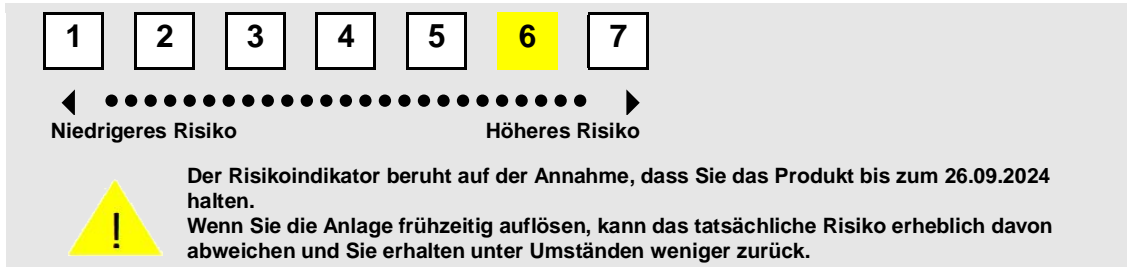 1 2 3 4 5 6 7
Niedrigeres Risiko Höheres Risiko
Der Risikoindikator beruht auf der Annahme, dass Sie das Produkt bis zum 26.09.2024
halten.
Wenn Sie die Anlage frühzeitig auflösen, kann das tatsächliche Risiko erheblich davon
abweichen und Sie erhalten unter Umständen weniger zurück.
!